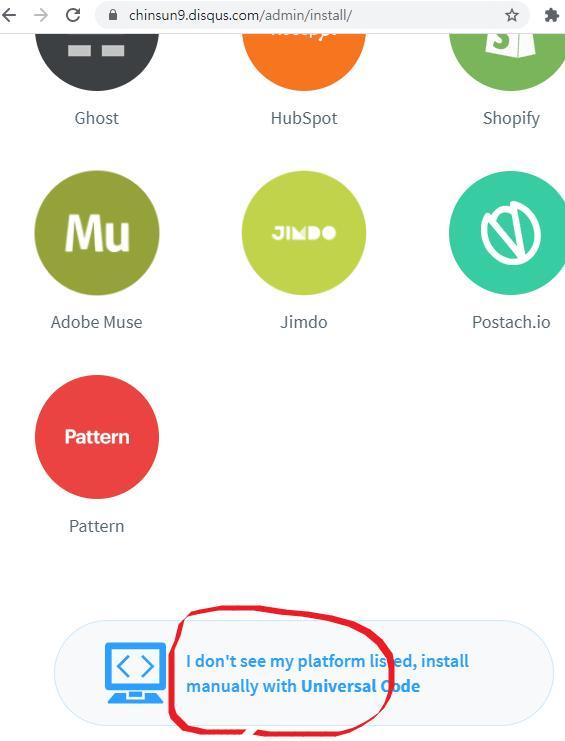 chinsun9.disqus.com/admin/install/
Ghost
HubSpot
Shopify
Mu
JIMDO
Adobe Muse
Jimdo
Postach.io
Pattern
Pattern
I don't see my platform listed, install
manually with Universal Code